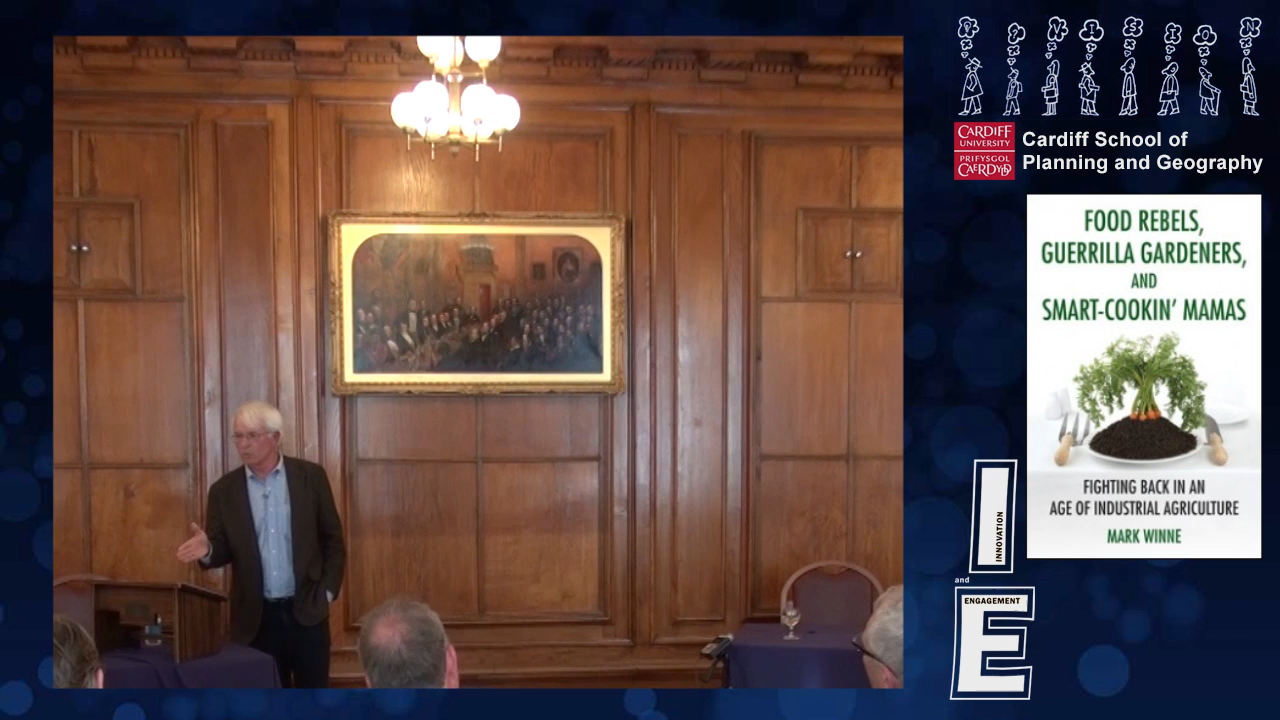 OPENISION
CARDIFF
UNIVERSITY
PRIFYSGOL
CAERDYDD
Cardiff School of
Planning and Geography
FOOD REBELS,
GUERRILLA GARDENERS,
AND
SMART-COOKIN' MAMAS
FIGHTING BACK IN AN
AGE OF INDUSTRIAL AGRICULTURE
MARK WINNE
I
INNOVATION
and
ENGAGEMENT
E